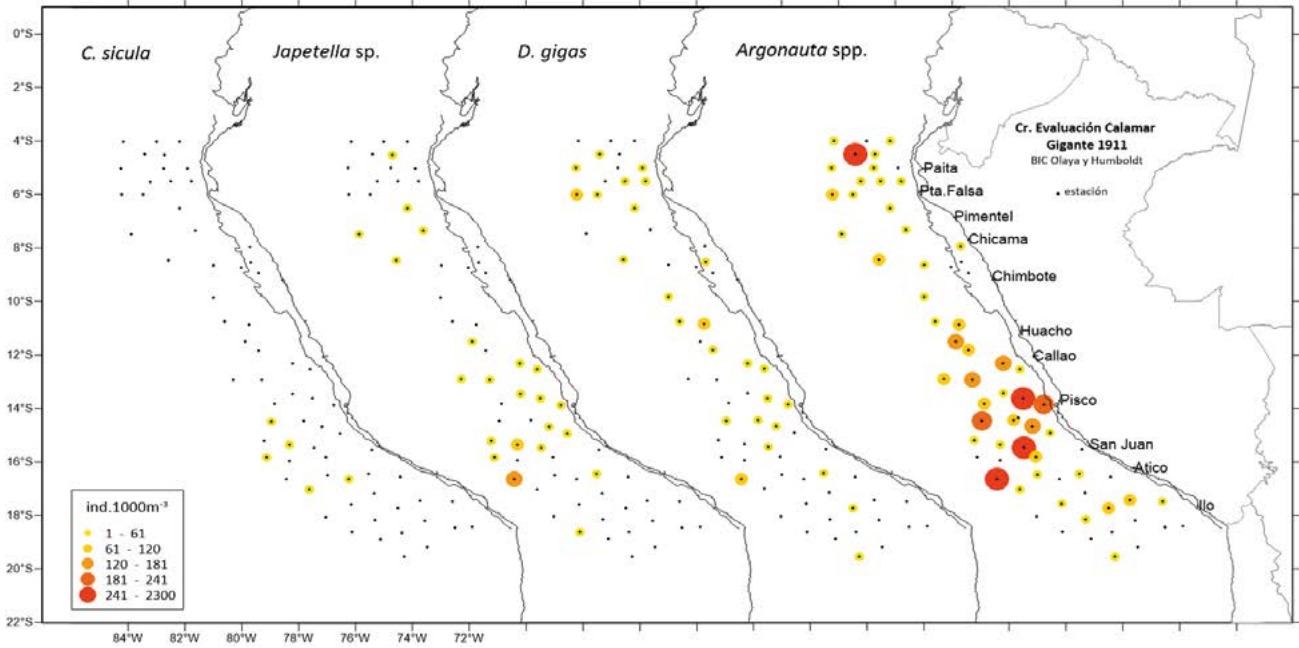 C. sicula
Japetella sp.
D. gigas
Argonauta spp.
Cr. Evaluación Calamar
Gigante 1911
BIC Olaya y Humboldt
estación
0°S
2°S
4°S
6°S
8°S
10°S
12°S
14°S
16°S
18°S
20°S
22°S
Paita
Pta.Falsa
Pimentel
Chicama
Chimbote
Huacho
Callao
Pisco
San Juan
Atico
Ilo
ind.1000m⁻³
1 - 61
61 - 120
120 - 181
181 - 241
241 - 2300
84°W
80°W
76°W
72°W
78°W
74°W